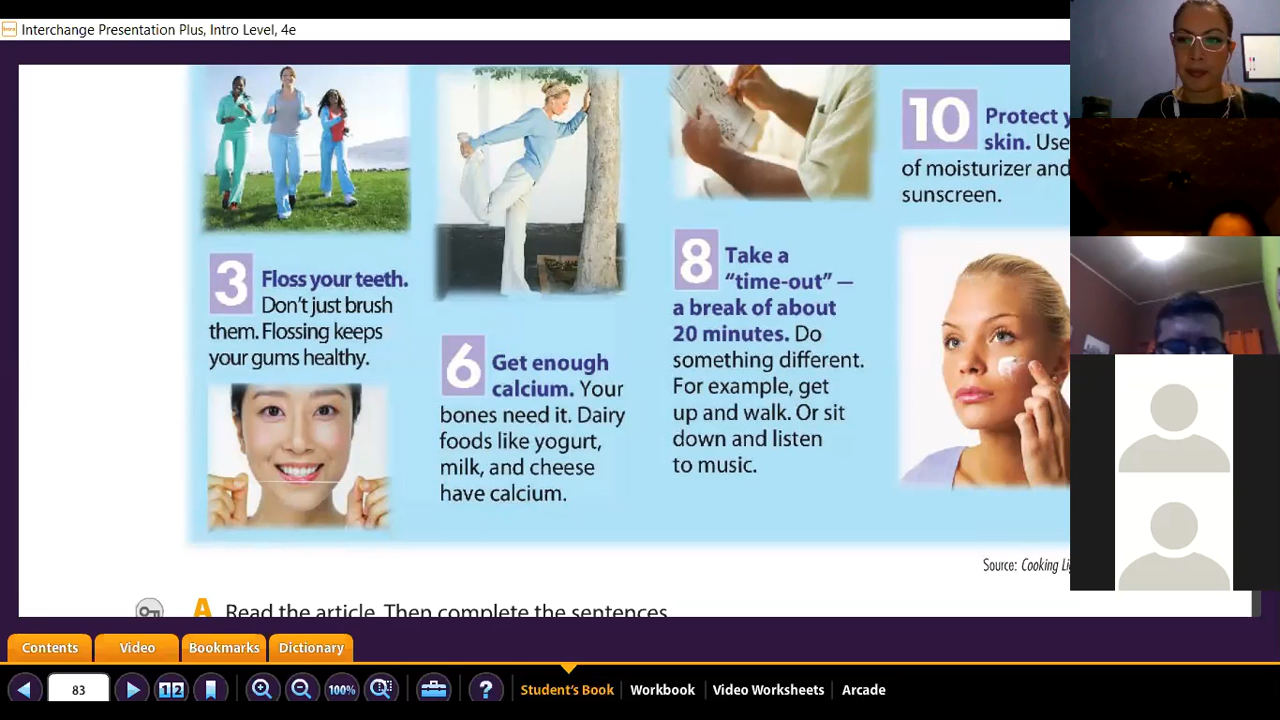 Interchange Presentation Plus, Intro Level, 4e
3 Floss your teeth.
Don't just brush
them. Flossing keeps
your gums healthy.
6 Get enough
calcium. Your
bones need it. Dairy
foods like yogurt,
milk, and cheese
have calcium.
8 Take a
“time-out” —
a break of about
20 minutes. Do
something different.
For example, get
up and walk. Or sit
down and listen
to music.
10 Protect
skin. Use
of moisturizer and
sunscreen.
Source: Cooking
A Read the article. Then complete the sentences
Contents Video Bookmarks Dictionary
83 1 2 100% ? Student's Book Workbook Video Worksheets Arcade